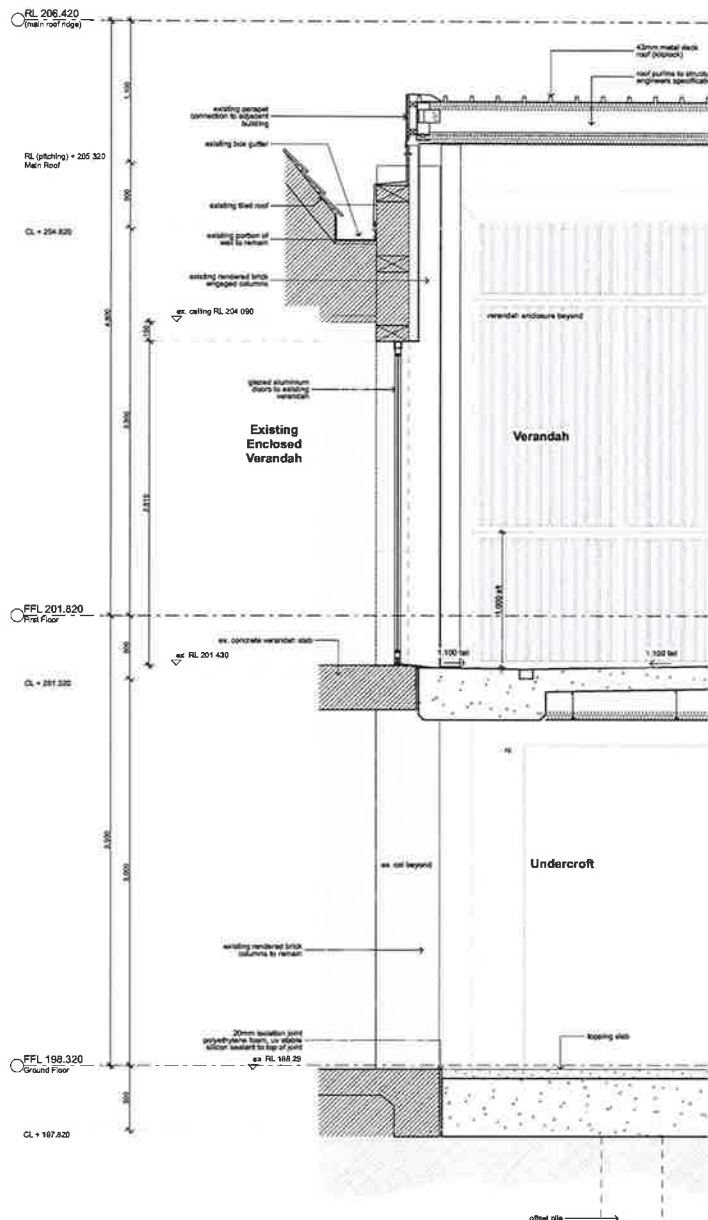 RL 206.420
(main roof ridge)
43mm metal deck
roof (kliplock)
roof purlins to structu
engineers specificati
1,100
existing parapet
connection to adjacent
building
existing box gutter
RL (pitching) + 205 320
Main Roof
500
existing tiled roof
CL + 204.820
existing portion of
wall to remain
existing rendered brick
engaged columns
ex. ceiling RL 204 090
verandah enclosure beyond
150
glazed aluminium
doors to existing
verandah
Existing
Enclosed
Verandah
Verandah
FFL 201.820
First Floor
ex. concrete verandah slab
1:100 fall
1:100 fall
ex RL 201 430
CL + 201.320
ex. col beyond
Undercroft
3,000
existing rendered brick
columns to remain
20mm isolation joint
polyethylene foam, uv stable
silicon sealant to top of joint
topping slab
FFL 198.320
Ground Floor
CL + 197.820
offset pile